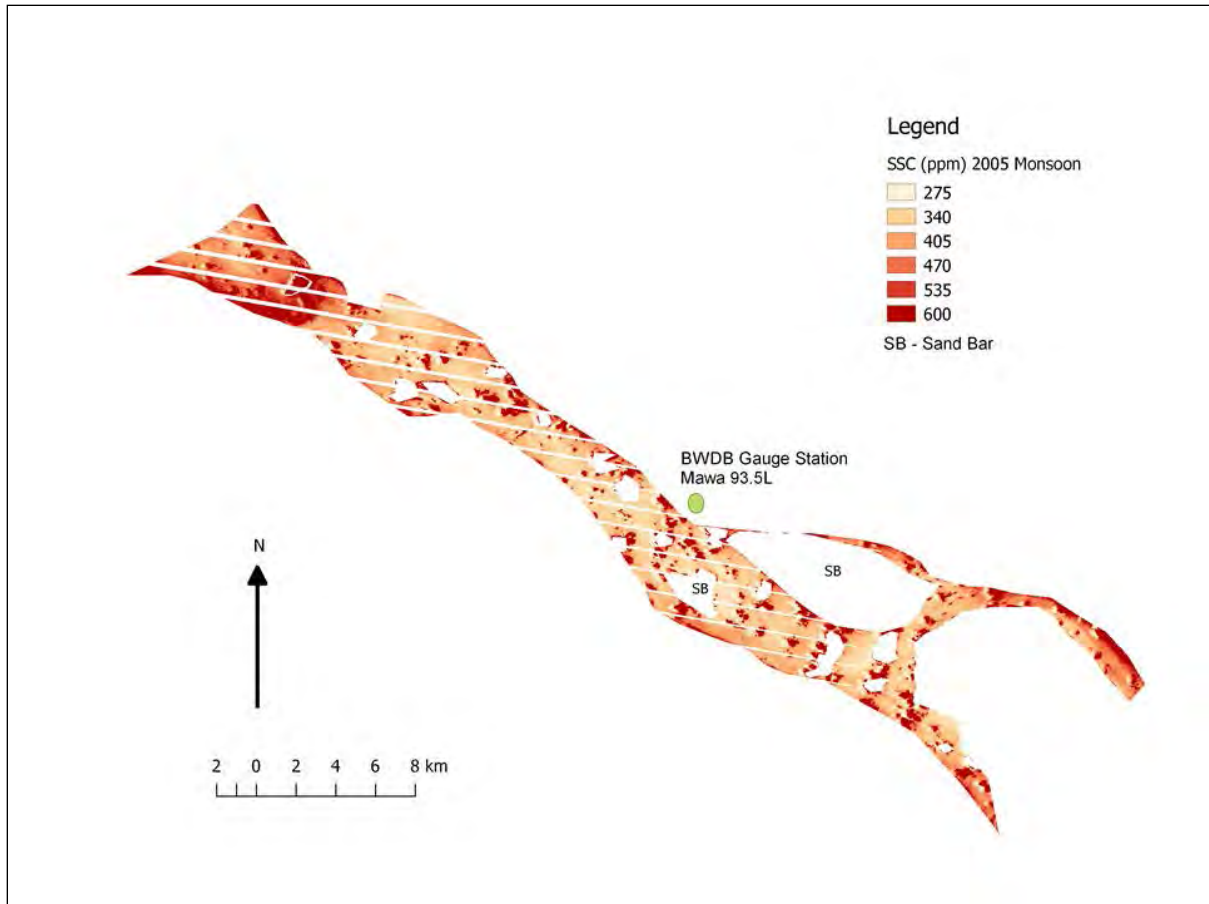 Legend
SSC (ppm) 2005 Monsoon
275
340
405
470
535
600
SB - Sand Bar
BWDB Gauge Station
Mawa 93.5L
SB
SB
N
2 0 2 4 6 8 km